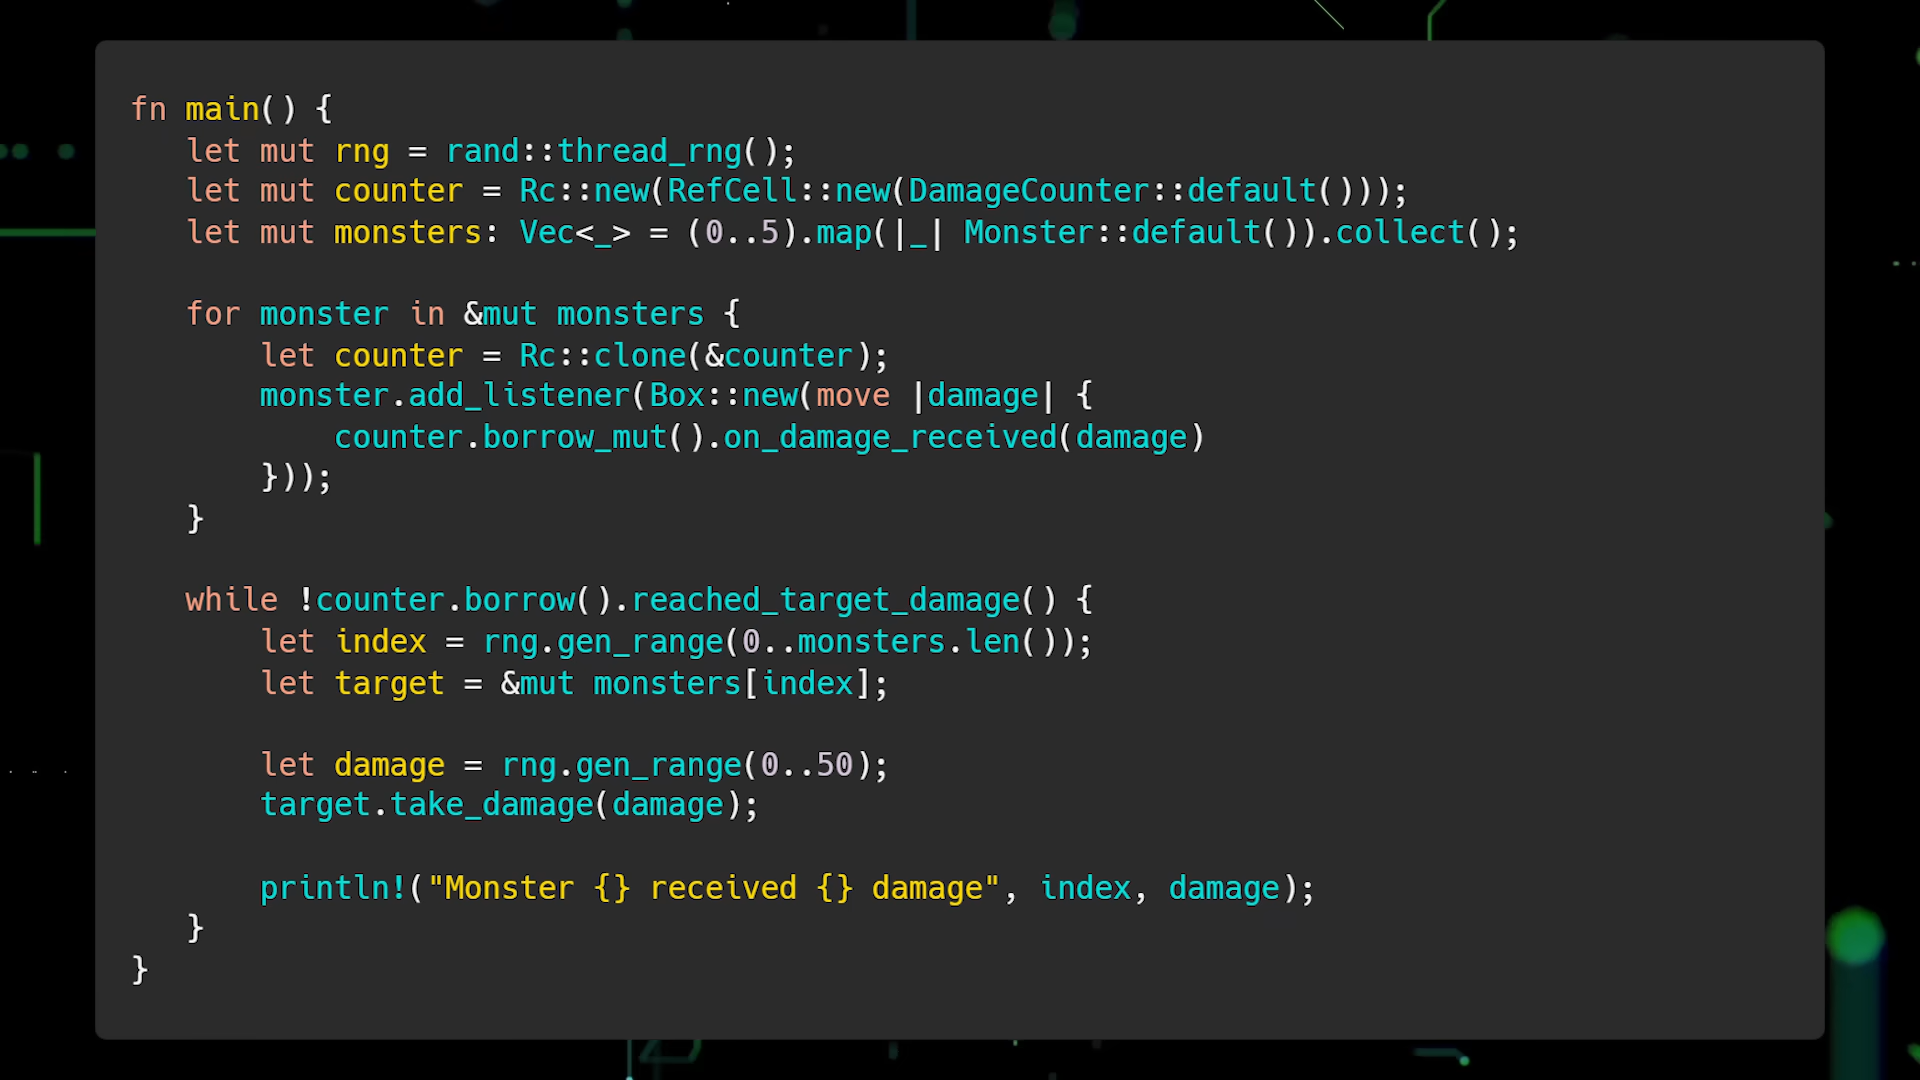 fn main() {
let mut rng = rand::thread_rng();
let mut counter = Rc::new(RefCell::new(DamageCounter::default()));
let mut monsters: Vec<_> = (0..5).map(|_| Monster::default()).collect();
for monster in &mut monsters {
let counter = Rc::clone(&counter);
monster.add_listener(Box::new(move |damage| {
counter.borrow_mut().on_damage_received(damage)
}));
}
while !counter.borrow().reached_target_damage() {
let index = rng.gen_range(0..monsters.len());
let target = &mut monsters[index];
let damage = rng.gen_range(0..50);
target.take_damage(damage);
println!("Monster {} received {} damage", index, damage);
}
}